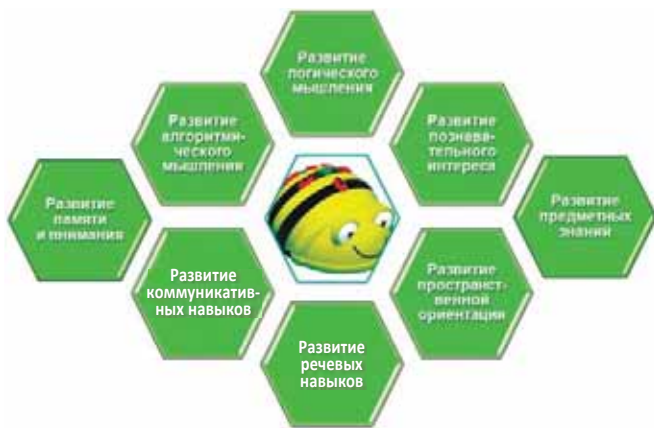 Развитие
логического
мышления
Развитие
алгоритми-
ческого
мышления
Развитие
познава-
тельного
интереса
Развитие
памяти
и внимания
Развитие
предметных
знаний
Развитие
коммуникатив-
ных навыков
Развитие
пространст-
венной
ориентации
Развитие
речевых
навыков